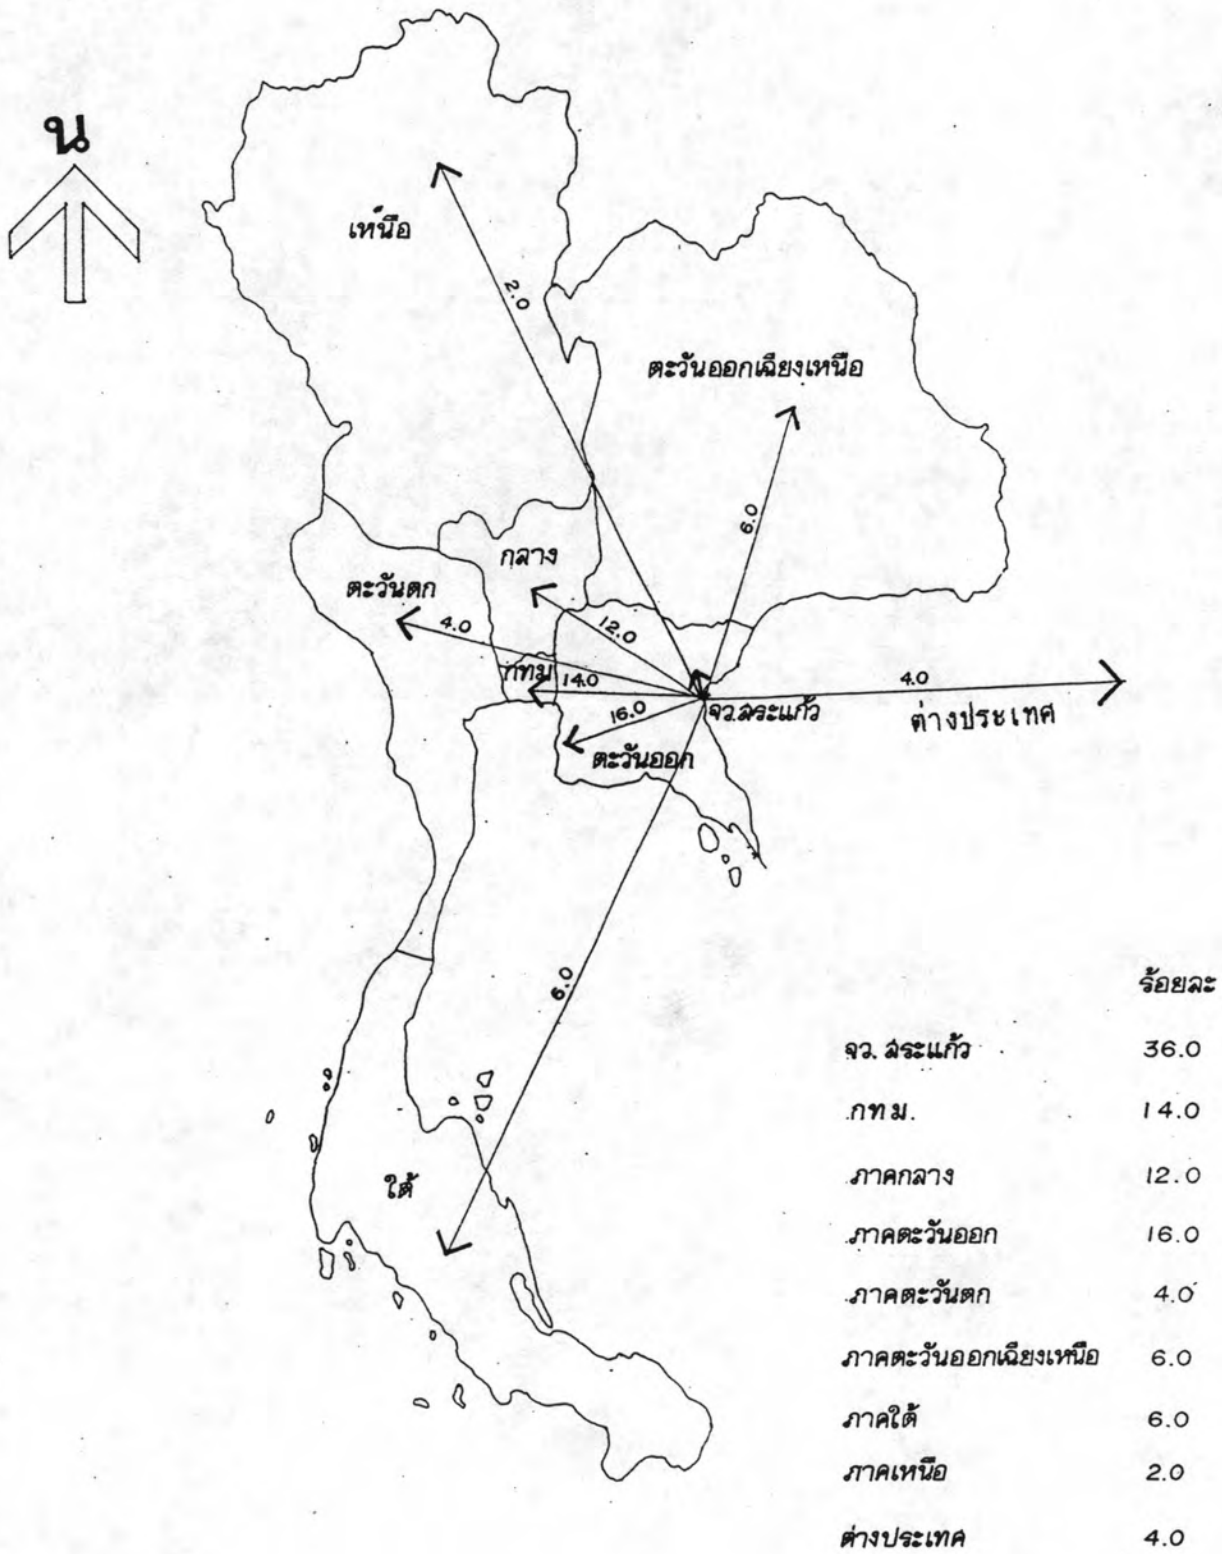 น
เหนือ
2.0
ตะวันออกเฉียงเหนือ
6.0
กลาง
ตะวันตก
12.0
4.0
กทม
14.0
4.0
16.0
จว.สระแก้ว
ต่างประเทศ
ตะวันออก
6.0
ใต้
ร้อยละ
จว. สระแก้ว 36.0
กทม. 14.0
ภาคกลาง 12.0
ภาคตะวันออก 16.0
ภาคตะวันตก 4.0
ภาคตะวันออกเฉียงเหนือ 6.0
ภาคใต้ 6.0
ภาคเหนือ 2.0
ต่างประเทศ 4.0